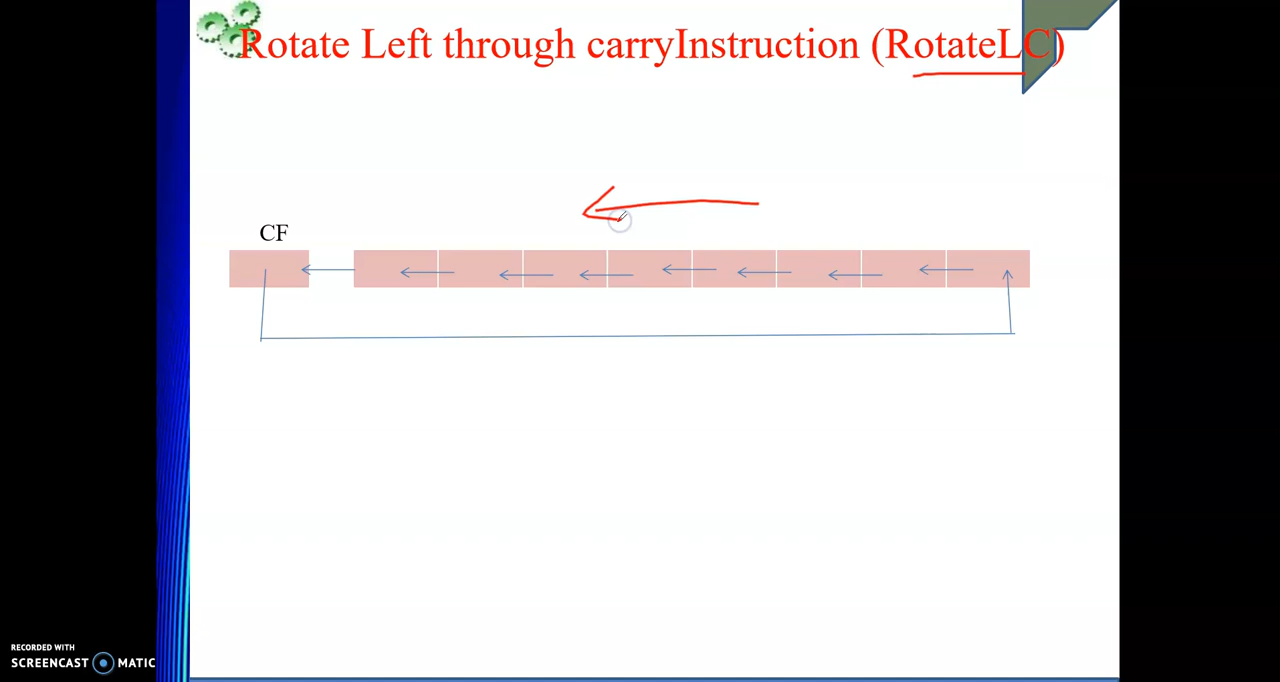 Rotate Left through carryInstruction (RotateLC)
CF
RECORDED WITH
SCREENCAST MATIC